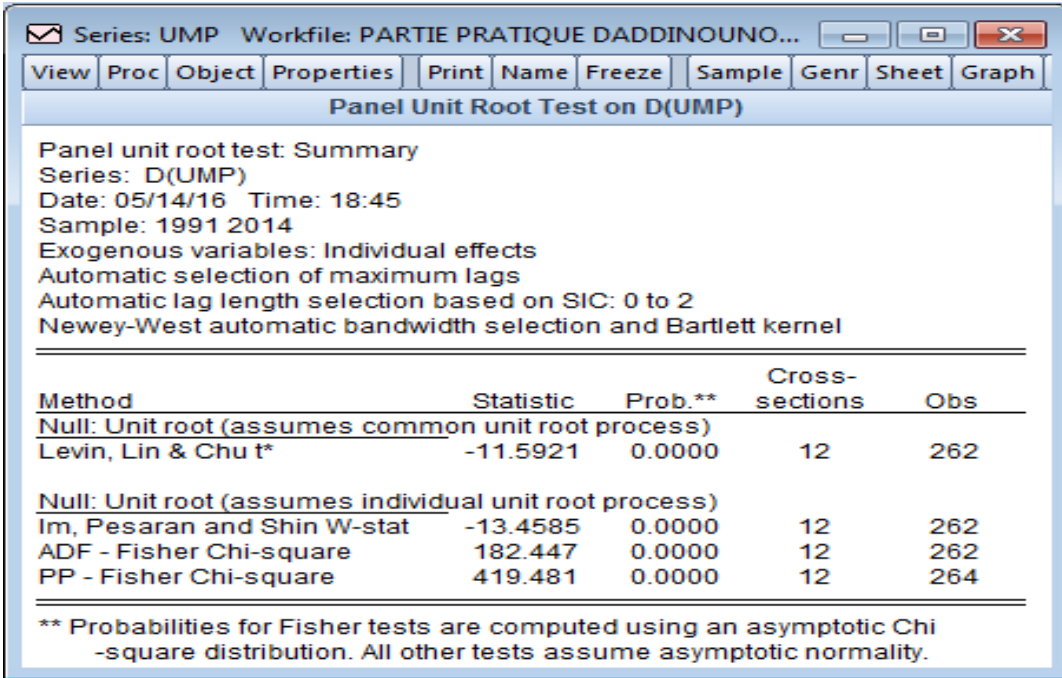 Series: UMP Workfile: PARTIE PRATIQUE DADDINOUNO...
View Proc Object Properties Print Name Freeze Sample Genr Sheet Graph
Panel Unit Root Test on D(UMP)
Panel unit root test: Summary
Series: D(UMP)
Date: 05/14/16 Time: 18:45
Sample: 1991 2014
Exogenous variables: Individual effects
Automatic selection of maximum lags
Automatic lag length selection based on SIC: 0 to 2
Newey-West automatic bandwidth selection and Bartlett kernel
Cross-
Method Statistic Prob.** sections Obs
Null: Unit root (assumes common unit root process)
Levin, Lin & Chu t* -11.5921 0.0000 12 262
Null: Unit root (assumes individual unit root process)
Im, Pesaran and Shin W-stat -13.4585 0.0000 12 262
ADF - Fisher Chi-square 182.447 0.0000 12 262
PP - Fisher Chi-square 419.481 0.0000 12 264
** Probabilities for Fisher tests are computed using an asymptotic Chi
-square distribution. All other tests assume asymptotic normality.